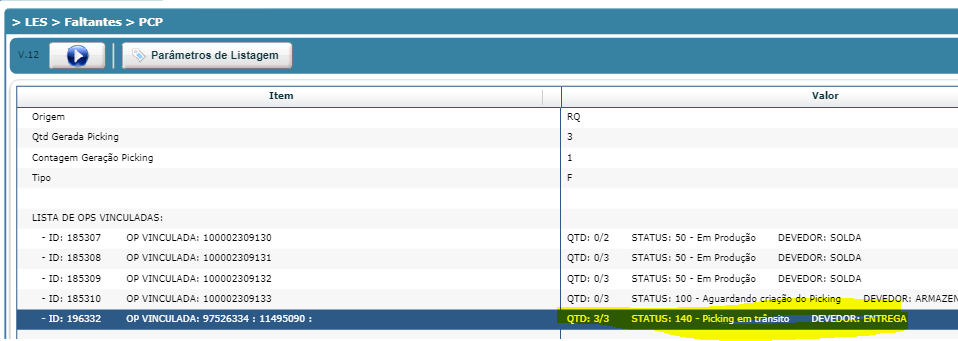 > LES > Faltantes > PCP
V.12 Parâmetros de Listagem
Item Valor
Origem RQ
Qtd Gerada Picking 3
Contagem Geração Picking 1
Tipo F
LISTA DE OPS VINCULADAS:
- ID: 185307 OP VINCULADA: 100002309130 QTD: 0/2 STATUS: 50 - Em Produção DEVEDOR: SOLDA
- ID: 185308 OP VINCULADA: 100002309131 QTD: 0/3 STATUS: 50 - Em Produção DEVEDOR: SOLDA
- ID: 185309 OP VINCULADA: 100002309132 QTD: 0/3 STATUS: 50 - Em Produção DEVEDOR: SOLDA
- ID: 185310 OP VINCULADA: 100002309133 QTD: 0/3 STATUS: 100 - Aguardando criação do Picking DEVEDOR: ARMAZEN
- ID: 196332 OP VINCULADA: 97526334 : 11495090 : QTD: 3/3 STATUS: 140 - Picking em trânsito DEVEDOR: ENTREGA